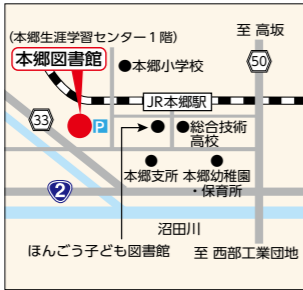 (本郷生涯学習センター1階)
本郷図書館
至 高坂
50
本郷小学校
JR本郷駅
33
P
総合技術
高校
本郷支所
本郷幼稚園
・保育所
2
沼田川
ほんごう子ども図書館
至 西部工業団地